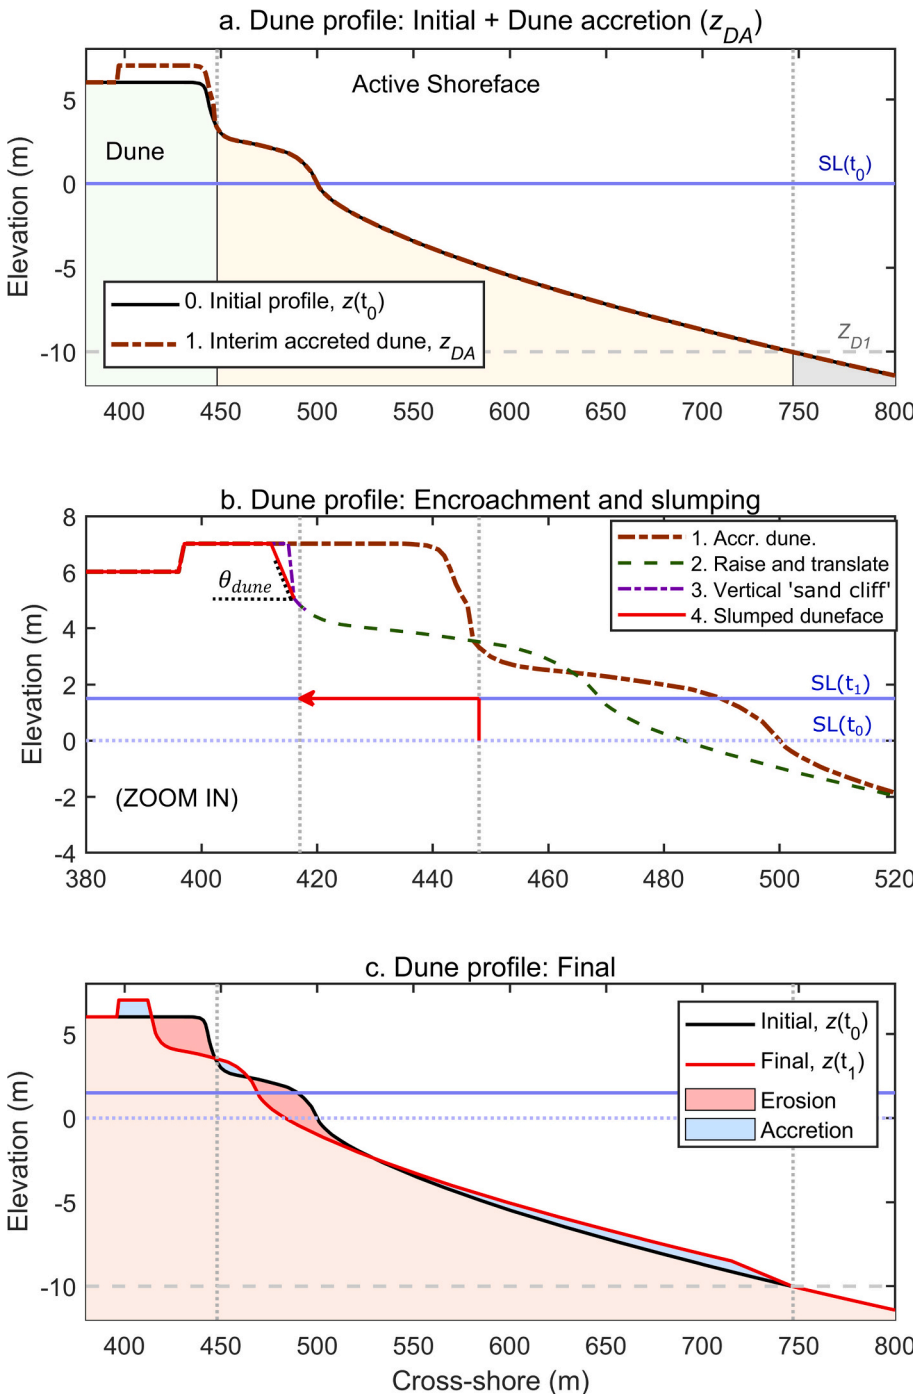 a. Dune profile: Initial + Dune accretion (z_DA)
Elevation (m)
5
0
-5
-10
Active Shoreface
Dune
SL(t₀)
Z_D1
0. Initial profile, z(t₀)
1. Interim accreted dune, z_DA
400 450 500 550 600 650 700 750 800
b. Dune profile: Encroachment and slumping
Elevation (m)
8
6
4
2
0
-2
-4
θ_dune
1. Accr. dune.
2. Raise and translate
3. Vertical 'sand cliff'
4. Slumped duneface
SL(t₁)
SL(t₀)
(ZOOM IN)
380 400 420 440 460 480 500 520
c. Dune profile: Final
Elevation (m)
5
0
-5
-10
Initial, z(t₀)
Final, z(t₁)
Erosion
Accretion
400 450 500 550 600 650 700 750 800
Cross-shore (m)